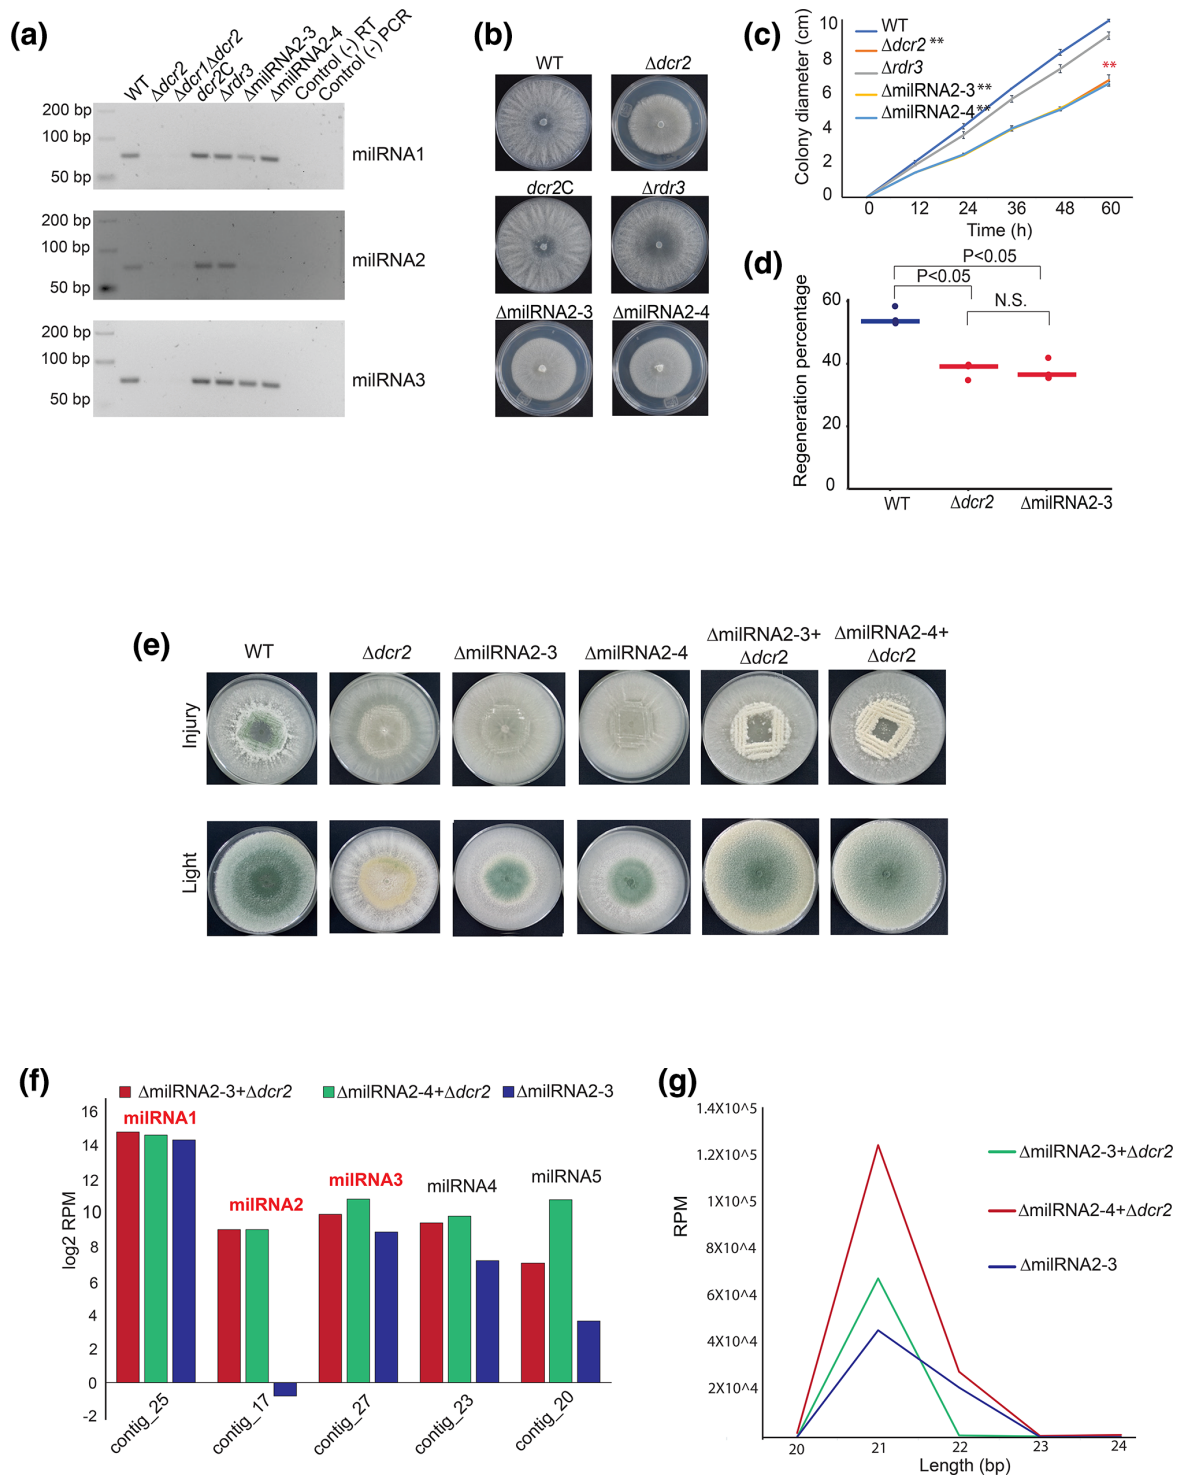 (a)
WT
Δdcr2
Δdcr1Δdcr2
dcr2C
Δrdr3
ΔmilRNA2-3
ΔmilRNA2-4
Control (-) RT
Control (-) PCR
200 bp
100 bp
50 bp
milRNA1
200 bp
100 bp
50 bp
milRNA2
200 bp
100 bp
50 bp
milRNA3
(b)
WT
Δdcr2
dcr2C
Δrdr3
ΔmilRNA2-3
ΔmilRNA2-4
(c)
Colony diameter (cm)
10
8
6
4
2
0
WT
Δdcr2 **
Δrdr3
ΔmilRNA2-3 **
ΔmilRNA2-4 **
**
0 12 24 36 48 60
Time (h)
(d)
P<0.05
P<0.05
N.S.
Regeneration percentage
60
40
20
0
WT Δdcr2 ΔmilRNA2-3
(e)
WT
Δdcr2
ΔmilRNA2-3
ΔmilRNA2-4
ΔmilRNA2-3+
Δdcr2
ΔmilRNA2-4+
Δdcr2
Injury
Light
(f)
ΔmilRNA2-3+Δdcr2
ΔmilRNA2-4+Δdcr2
ΔmilRNA2-3
log2 RPM
16
14
12
10
8
6
4
2
0
-2
milRNA1
milRNA2
milRNA3
milRNA4
milRNA5
contig_25
contig_17
contig_27
contig_23
contig_20
(g)
RPM
1.4X10^5
1.2X10^5
1X10^5
8X10^4
6X10^4
4X10^4
2X10^4
ΔmilRNA2-3+Δdcr2
ΔmilRNA2-4+Δdcr2
ΔmilRNA2-3
20 21 22 23 24
Length (bp)